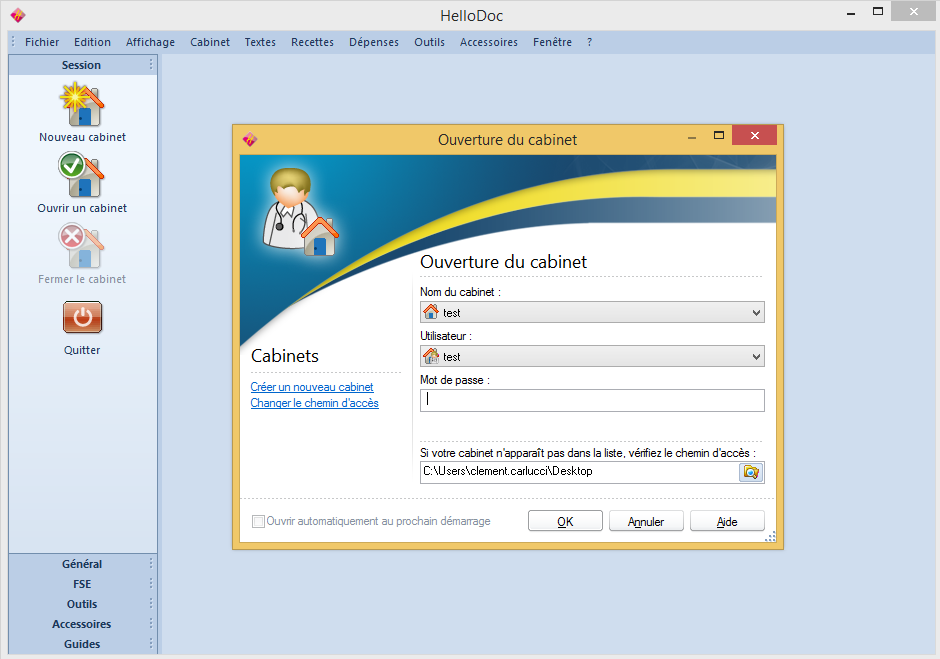 HelloDoc
Fichier Edition Affichage Cabinet Textes Recettes Dépenses Outils Accessoires Fenêtre ?
Session
Nouveau cabinet
Ouvrir un cabinet
Fermer le cabinet
Quitter
Général
FSE
Outils
Accessoires
Guides
Ouverture du cabinet
Ouverture du cabinet
Nom du cabinet :
test
Utilisateur :
test
Mot de passe :
Cabinets
Créer un nouveau cabinet
Changer le chemin d'accès
Si votre cabinet n'apparaît pas dans la liste, vérifiez le chemin d'accès :
C:\Users\clement.carlucci\Desktop
Ouvrir automatiquement au prochain démarrage
OK Annuler Aide